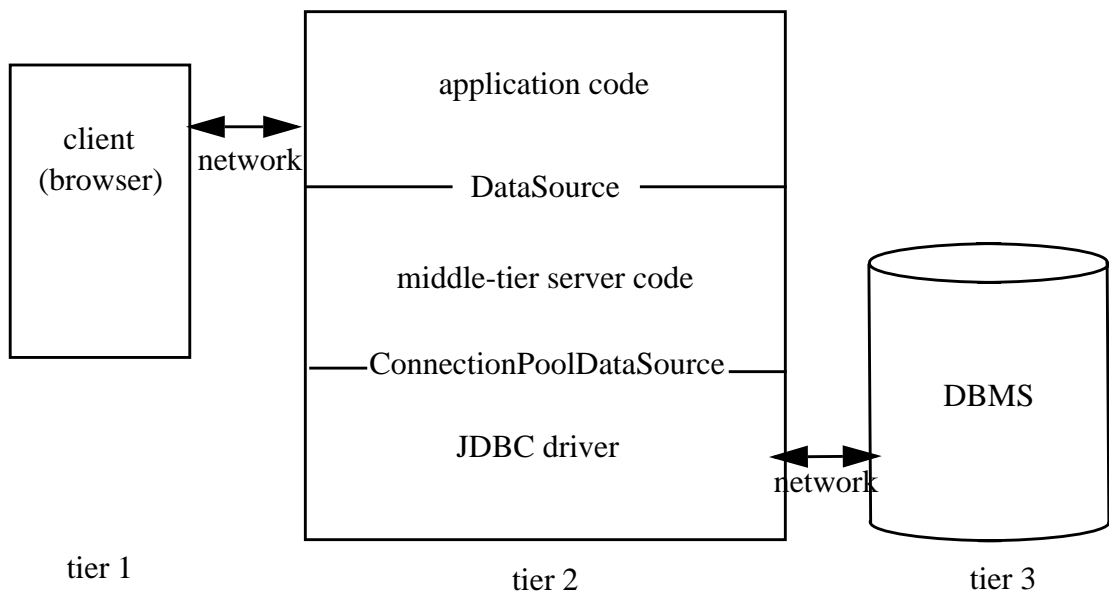 client
(browser)
network
application code
DataSource
middle-tier server code
ConnectionPoolDataSource
JDBC driver
network
DBMS
tier 1
tier 2
tier 3